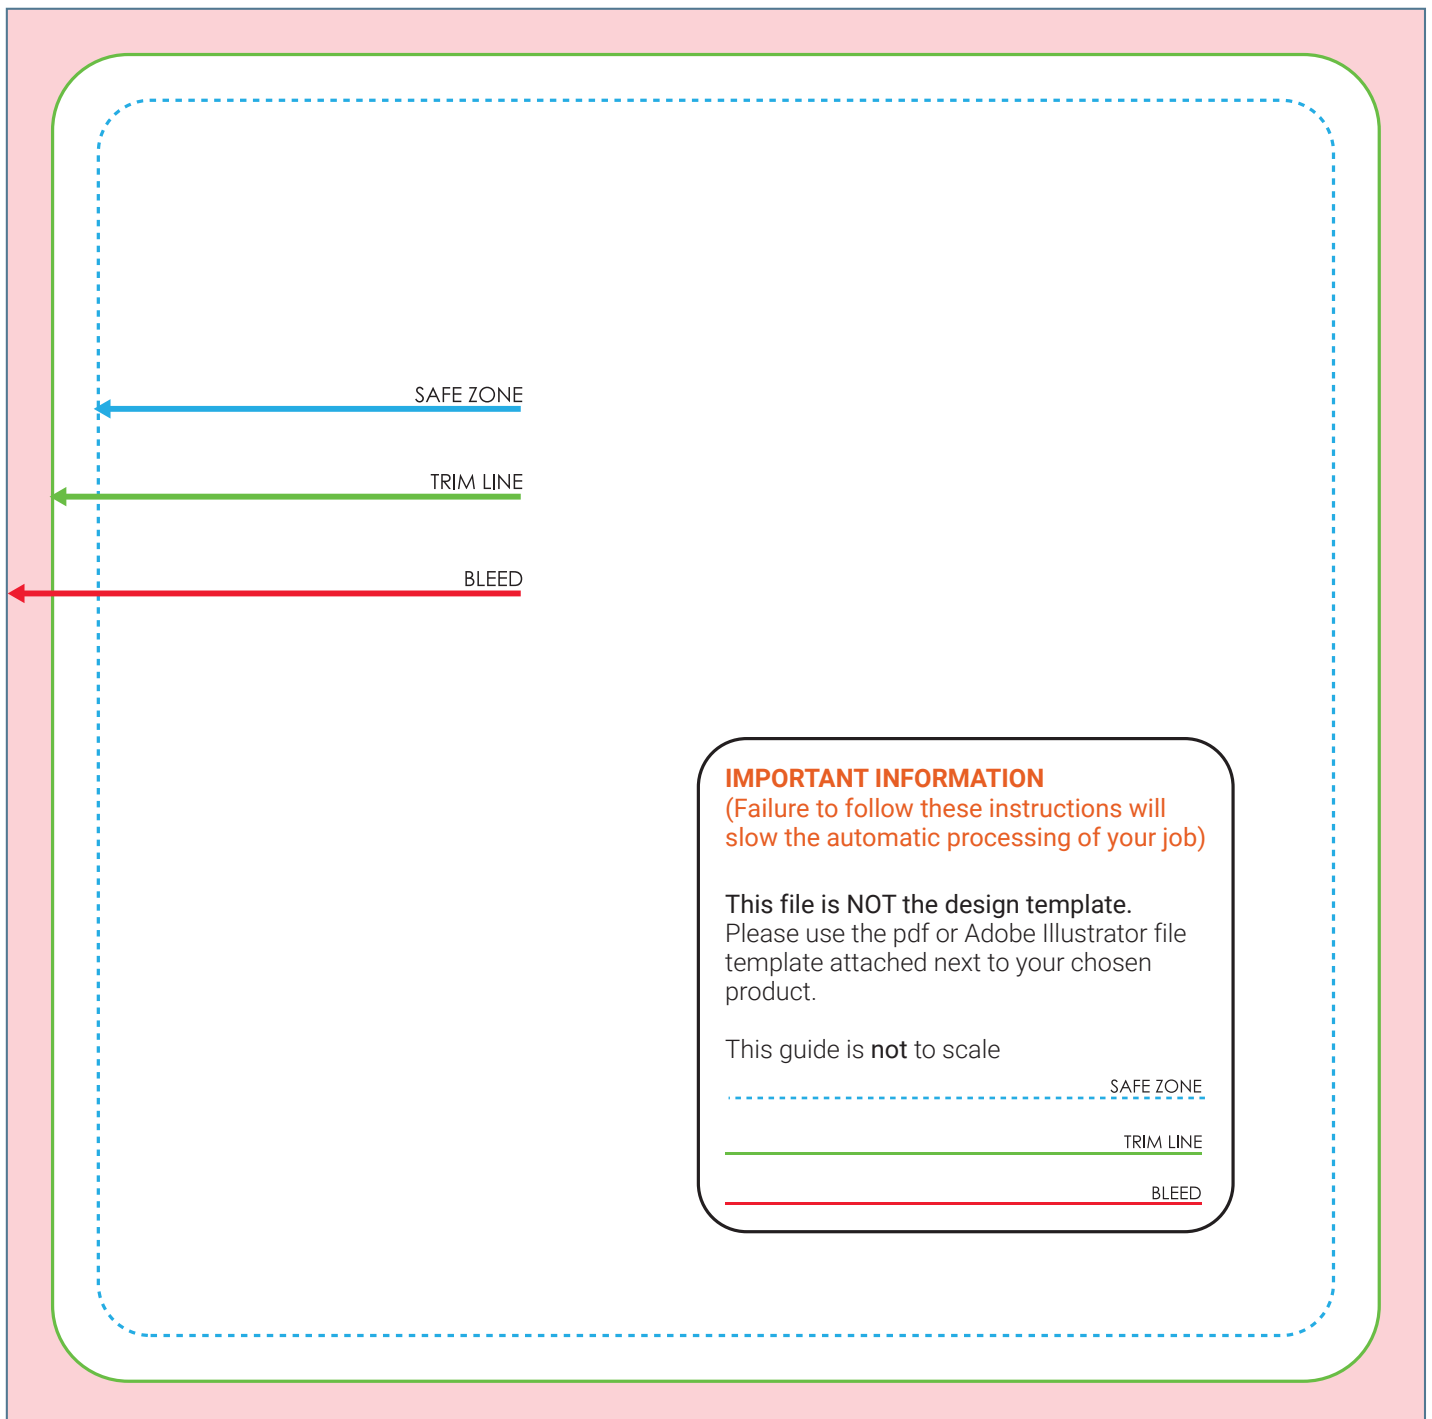 SAFE ZONE
TRIM LINE
BLEED
IMPORTANT INFORMATION
(Failure to follow these instructions will
slow the automatic processing of your job)
This file is NOT the design template.
Please use the pdf or Adobe Illustrator file
template attached next to your chosen
product.
This guide is not to scale
SAFE ZONE
TRIM LINE
BLEED